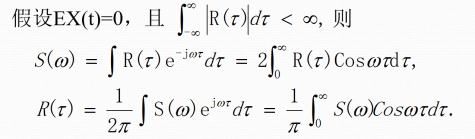 假设EX(t)=0，且 ∫_{-∞}^{∞}|R(τ)|dτ < ∞, 则
S(ω) = ∫R(τ)e^{-jωτ}dτ = 2∫_0^∞ R(τ)Cosωτdτ,
R(τ) = 1/2π ∫S(ω)e^{jωτ}dτ = 1/π ∫_0^∞ S(ω)Cosωτdτ.